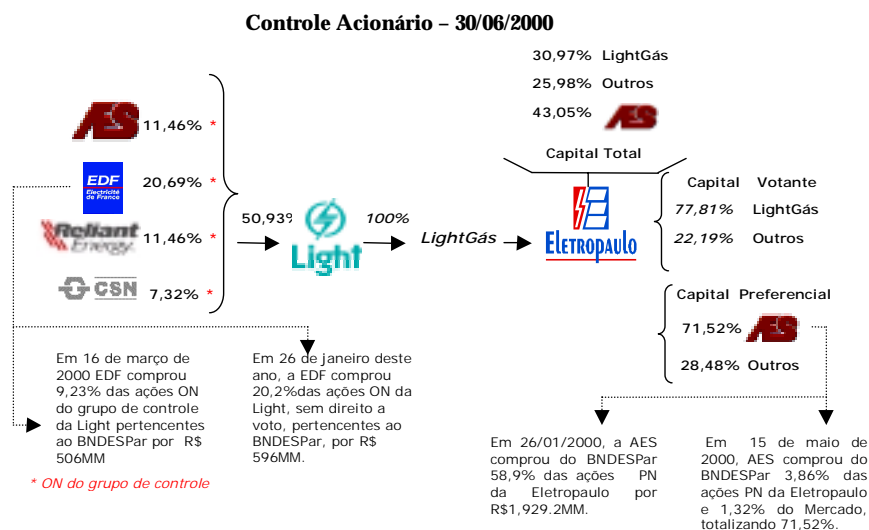 Controle Acionário – 30/06/2000
30,97% LightGás
25,98% Outros
43,05% AES
Capital Total
AES 11,46% *
EDF
Electricité
de France
20,69% *
Reliant
Energy
11,46% *
CSN 7,32% *
50,93%
Light
100%
LightGás
ELETROPAULO
Capital Votante
77,81% LightGás
22,19% Outros
Capital Preferencial
71,52% AES
28,48% Outros
Em 16 de março de
2000 EDF comprou
9,23% das ações ON
do grupo de controle
da Light pertencentes
ao BNDESPar por R$
506MM
Em 26 de janeiro deste
ano, a EDF comprou
20,2%das ações ON da
Light, sem direito a
voto, pertencentes ao
BNDESPar, por R$
596MM.
* ON do grupo de controle
Em 26/01/2000, a AES
comprou do BNDESPar
58,9% das ações PN
da Eletropaulo por
R$1,929.2MM.
Em 15 de maio de
2000, AES comprou do
BNDESPar 3,86% das
ações PN da Eletropaulo
e 1,32% do Mercado,
totalizando 71,52%.